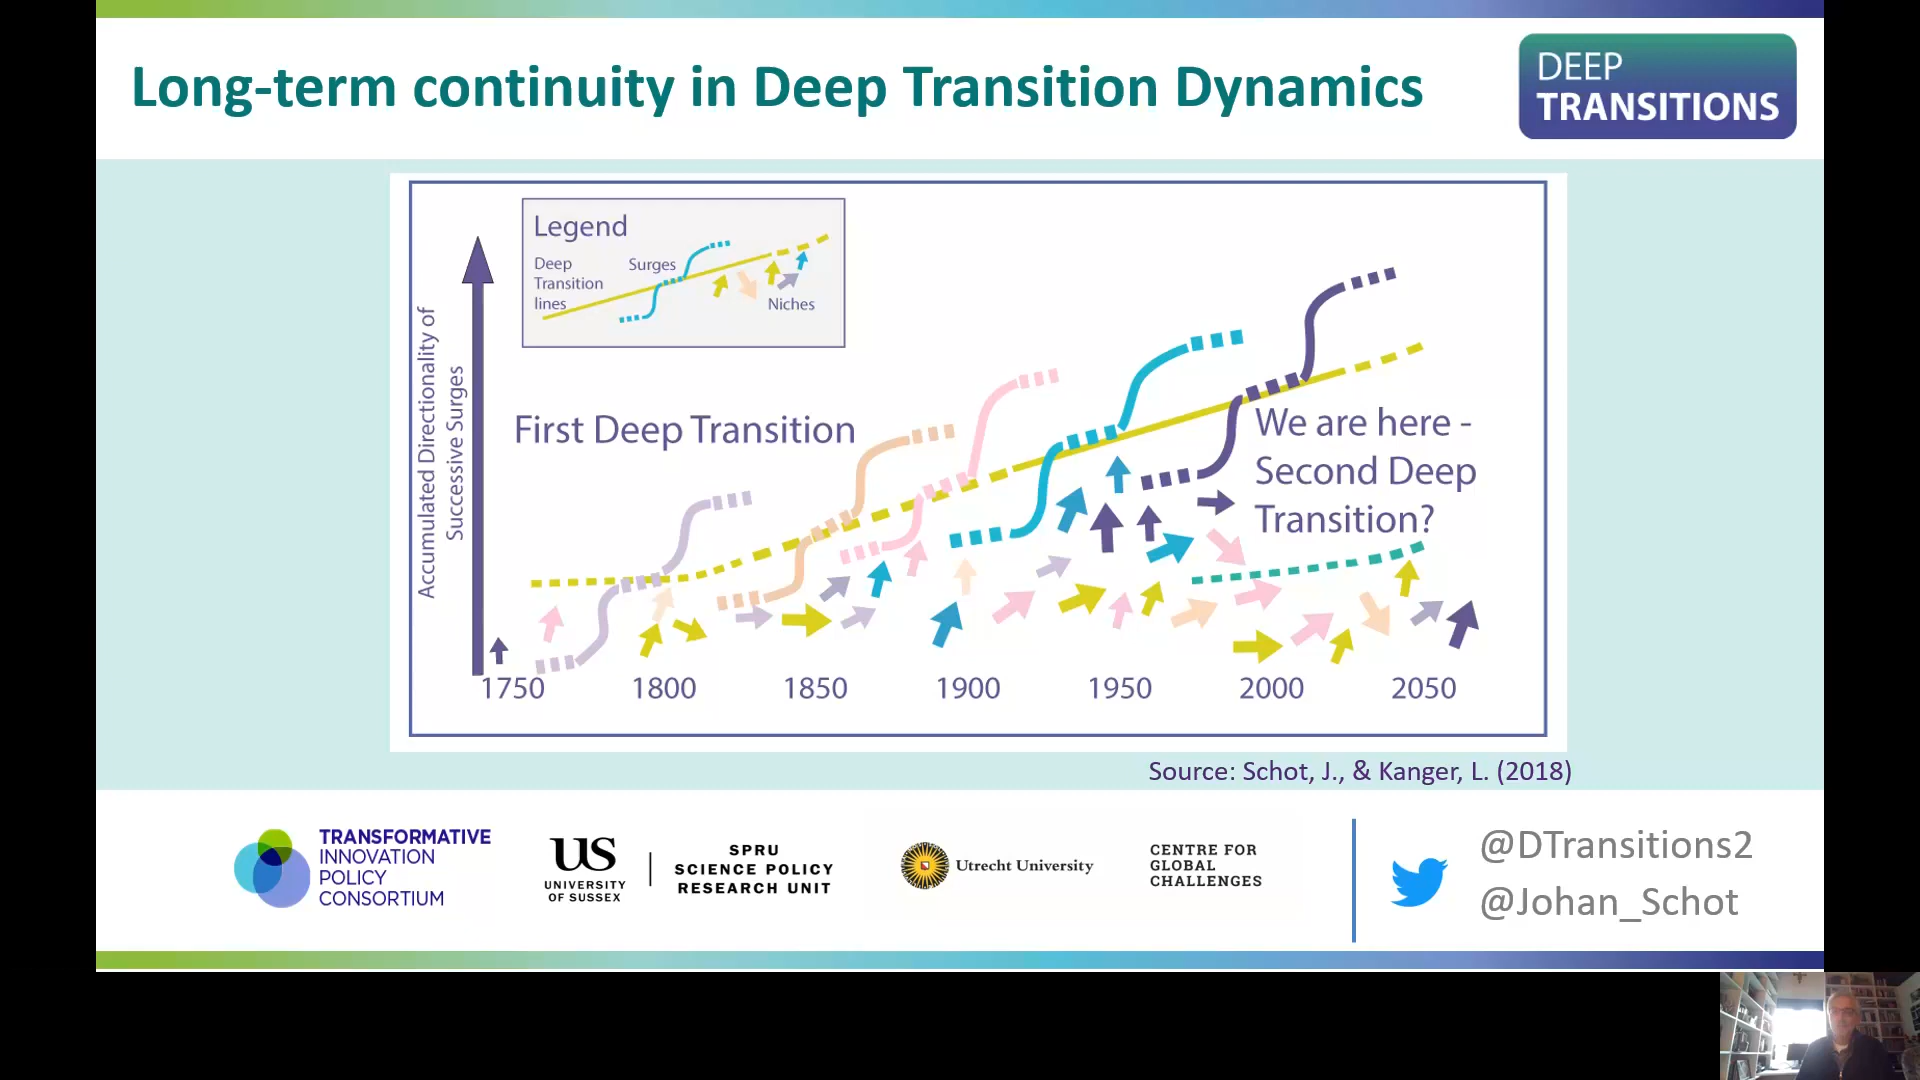 Long-term continuity in Deep Transition Dynamics
DEEP
TRANSITIONS
Legend
Deep
Transition
lines
Surges
Niches
Accumulated Directionality of
Successive Surges
First Deep Transition
We are here -
Second Deep
Transition?
1750 1800 1850 1900 1950 2000 2050
Source: Schot, J., & Kanger, L. (2018)
TRANSFORMATIVE
INNOVATION
POLICY
CONSORTIUM
US
UNIVERSITY
OF SUSSEX
SPRU
SCIENCE POLICY
RESEARCH UNIT
Utrecht University
CENTRE FOR
GLOBAL
CHALLENGES
@DTransitions2
@Johan_Schot